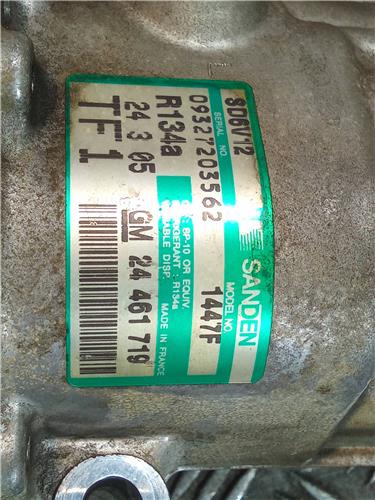 SANDEN
MODEL NO.
1447F
SD6V12
SERIAL NO.
09327203562
SP-10 OR EQUIV.
REFRIGERANT : R134a
DISP.
MADE IN FRANCE
R134a
24 3 05
TF1
GM 24 461 719